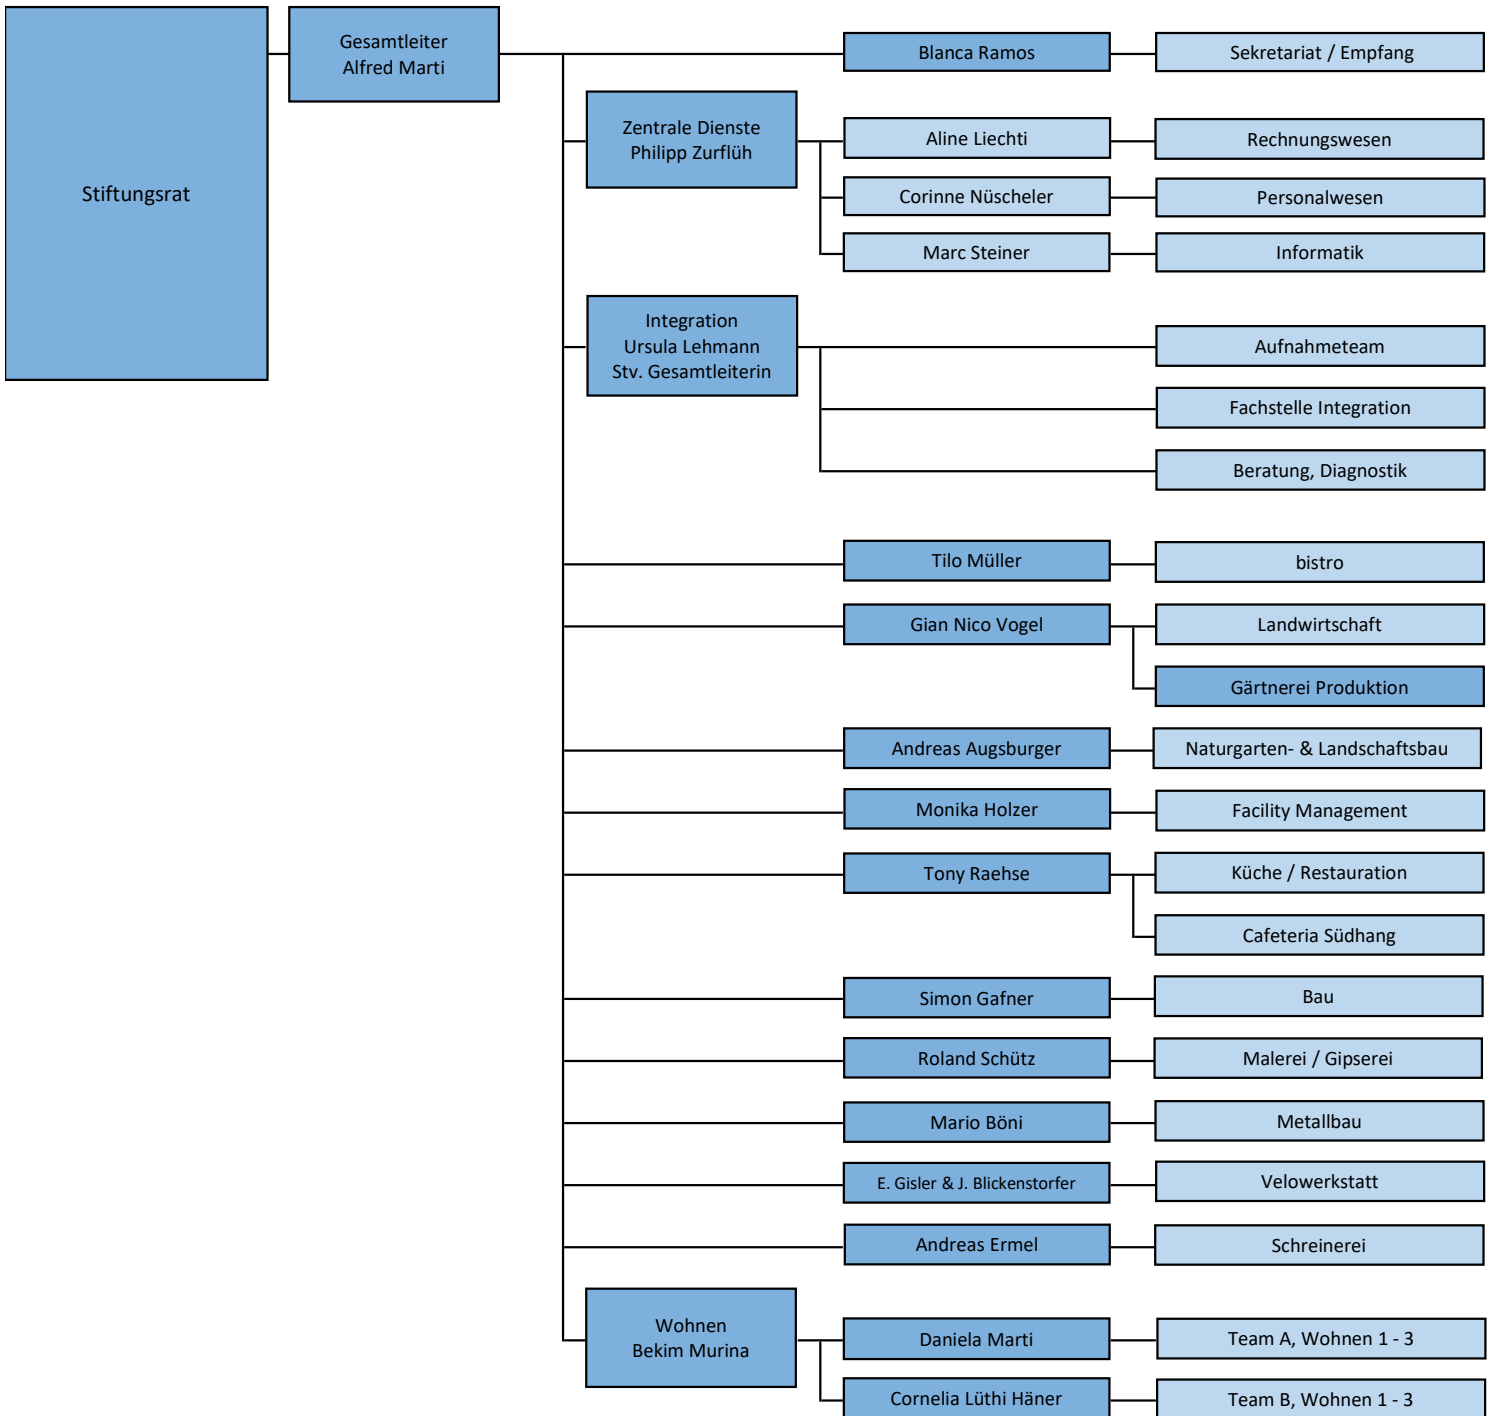 Stiftungsrat
Gesamtleiter
Alfred Marti
Blanca Ramos
Sekretariat / Empfang
Zentrale Dienste
Philipp Zurflüh
Aline Liechti
Rechnungswesen
Corinne Nüscheler
Personalwesen
Marc Steiner
Informatik
Integration
Ursula Lehmann
Stv. Gesamtleiterin
Aufnahmeteam
Fachstelle Integration
Beratung, Diagnostik
Tilo Müller
bistro
Gian Nico Vogel
Landwirtschaft
Gärtnerei Produktion
Andreas Augsburger
Naturgarten- & Landschaftsbau
Monika Holzer
Facility Management
Tony Raehse
Küche / Restauration
Cafeteria Südhang
Simon Gafner
Bau
Roland Schütz
Malerei / Gipserei
Mario Böni
Metallbau
E. Gisler & J. Blickenstorfer
Velowerkstatt
Andreas Ermel
Schreinerei
Wohnen
Bekim Murina
Daniela Marti
Team A, Wohnen 1 - 3
Cornelia Lüthi Häner
Team B, Wohnen 1 - 3